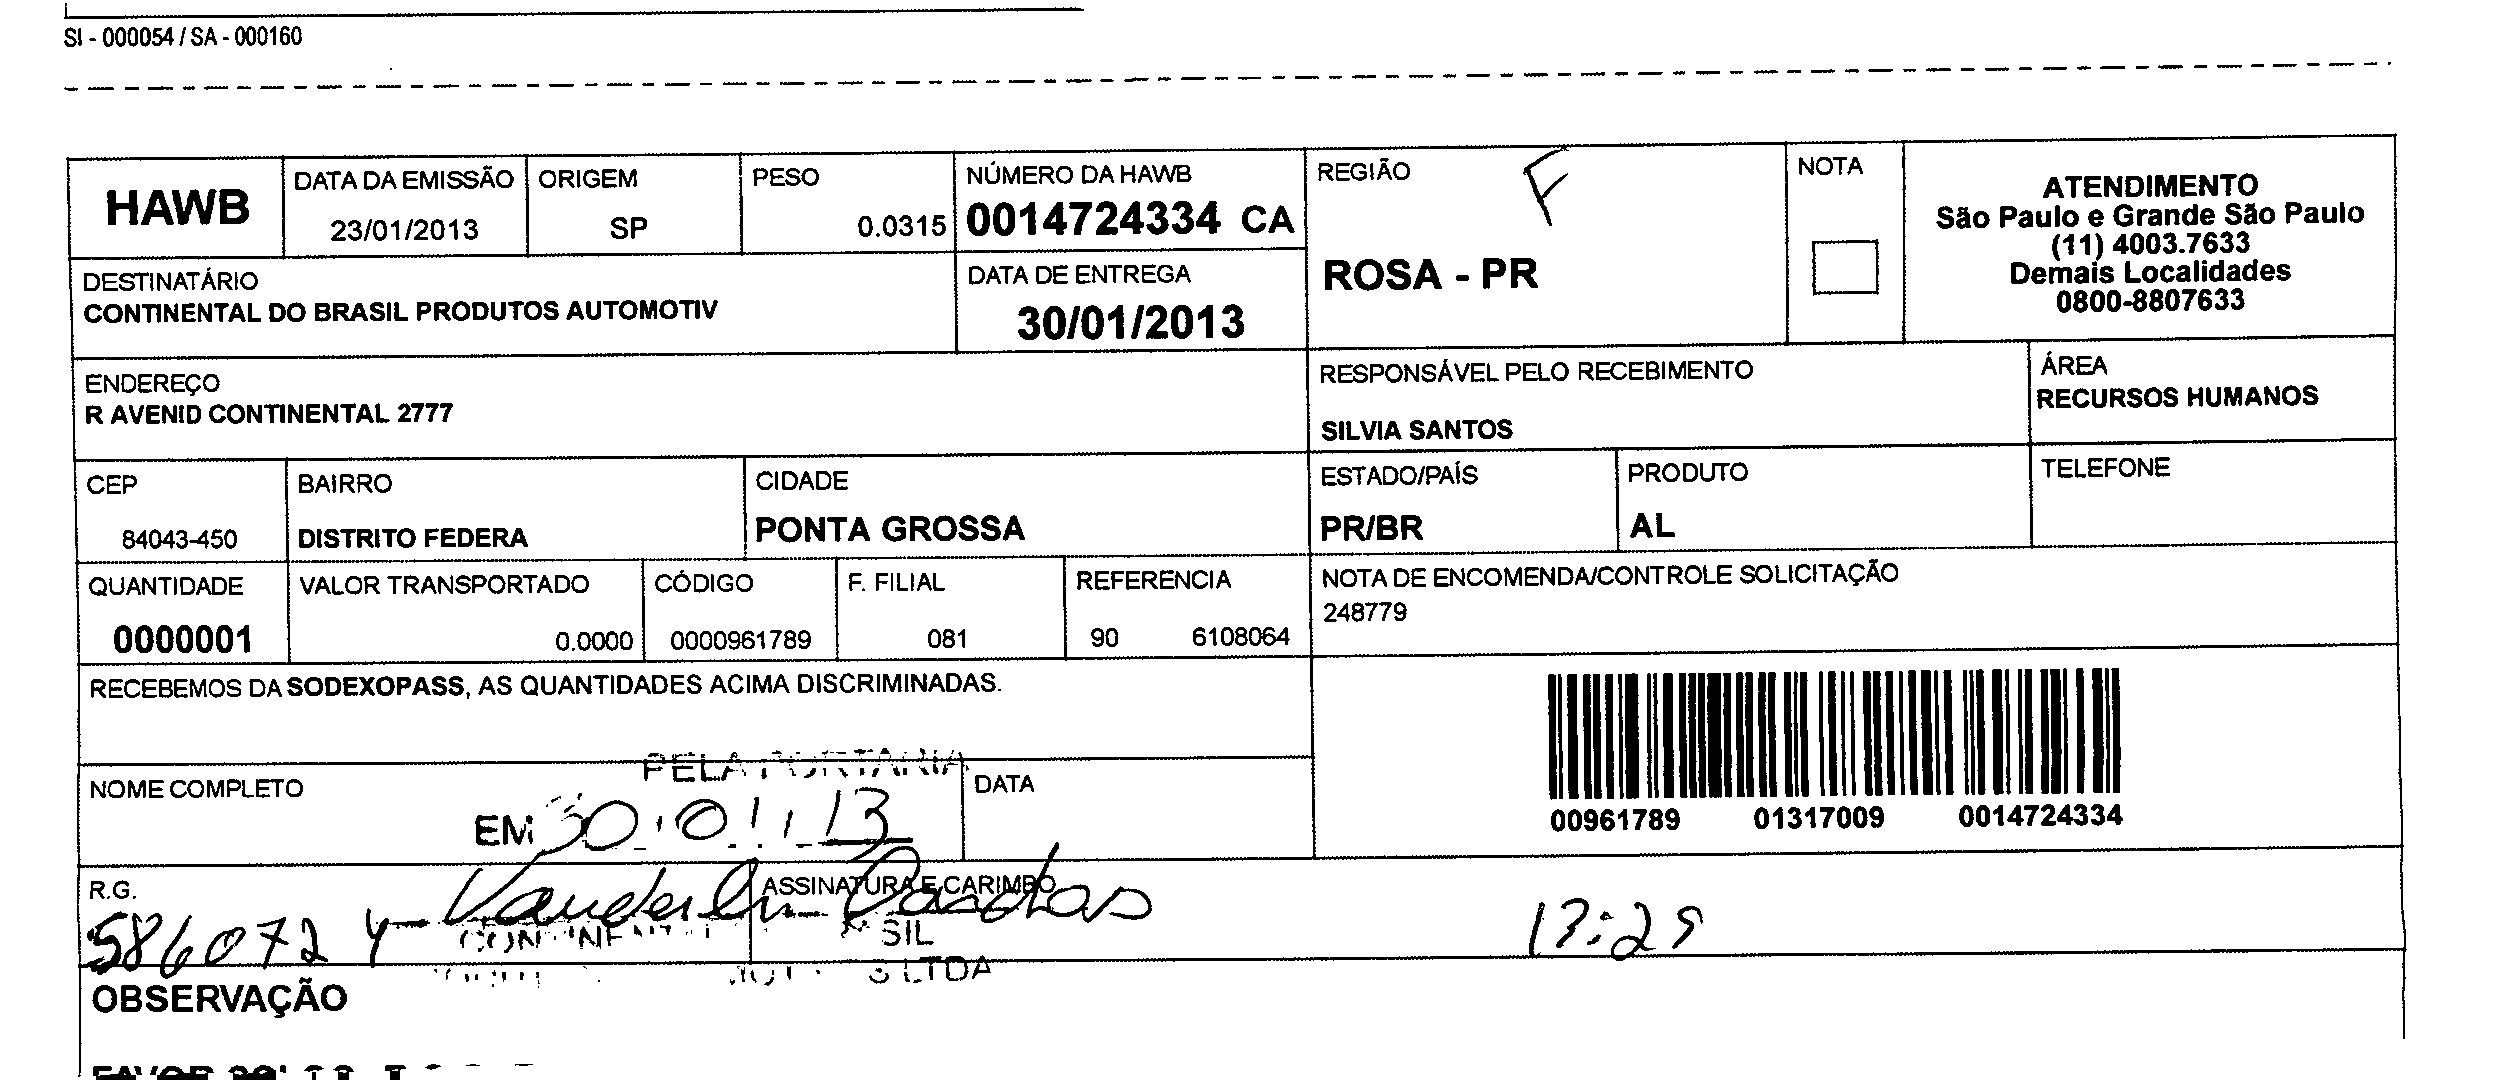 SI - 000054 / SA - 000160
HAWB
DATA DA EMISSÃO
23/01/2013
ORIGEM
SP
PESO
0.0315
NÚMERO DA HAWB
0014724334 CA
REGIÃO
F
ROSA - PR
NOTA
ATENDIMENTO
São Paulo e Grande São Paulo
(11) 4003.7633
Demais Localidades
0800-8807633
DESTINATÁRIO
CONTINENTAL DO BRASIL PRODUTOS AUTOMOTIV
DATA DE ENTREGA
30/01/2013
ENDEREÇO
R AVENID CONTINENTAL 2777
RESPONSÁVEL PELO RECEBIMENTO
SILVIA SANTOS
ÁREA
RECURSOS HUMANOS
CEP
84043-450
BAIRRO
DISTRITO FEDERA
CIDADE
PONTA GROSSA
ESTADO/PAÍS
PR/BR
PRODUTO
AL
TELEFONE
QUANTIDADE
0000001
VALOR TRANSPORTADO
0.0000
CÓDIGO
0000961789
F. FILIAL
081
REFERENCIA
90 6108064
NOTA DE ENCOMENDA/CONTROLE SOLICITAÇÃO
248779
RECEBEMOS DA SODEXOPASS, AS QUANTIDADES ACIMA DISCRIMINADAS.
00961789 01317009 0014724334
PELA PORTARIA
NOME COMPLETO
EM 30.01.13
DATA
R.G.
586072 4
ASSINATURA E CARIMBO
Vanderlei
CONTINENTAL
SIL
LTDA
OBSERVAÇÃO
FAVOR